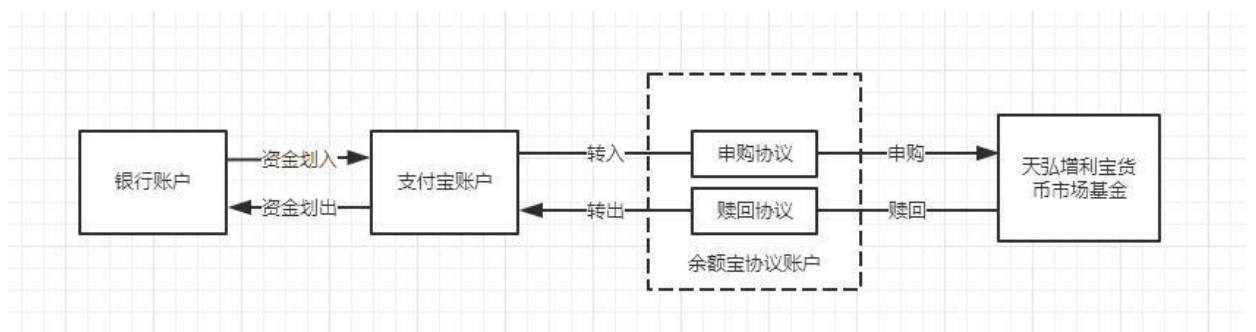 银行账户
资金划入
资金划出
支付宝账户
转入
转出
申购协议
赎回协议
余额宝协议账户
申购
赎回
天弘增利宝货
币市场基金